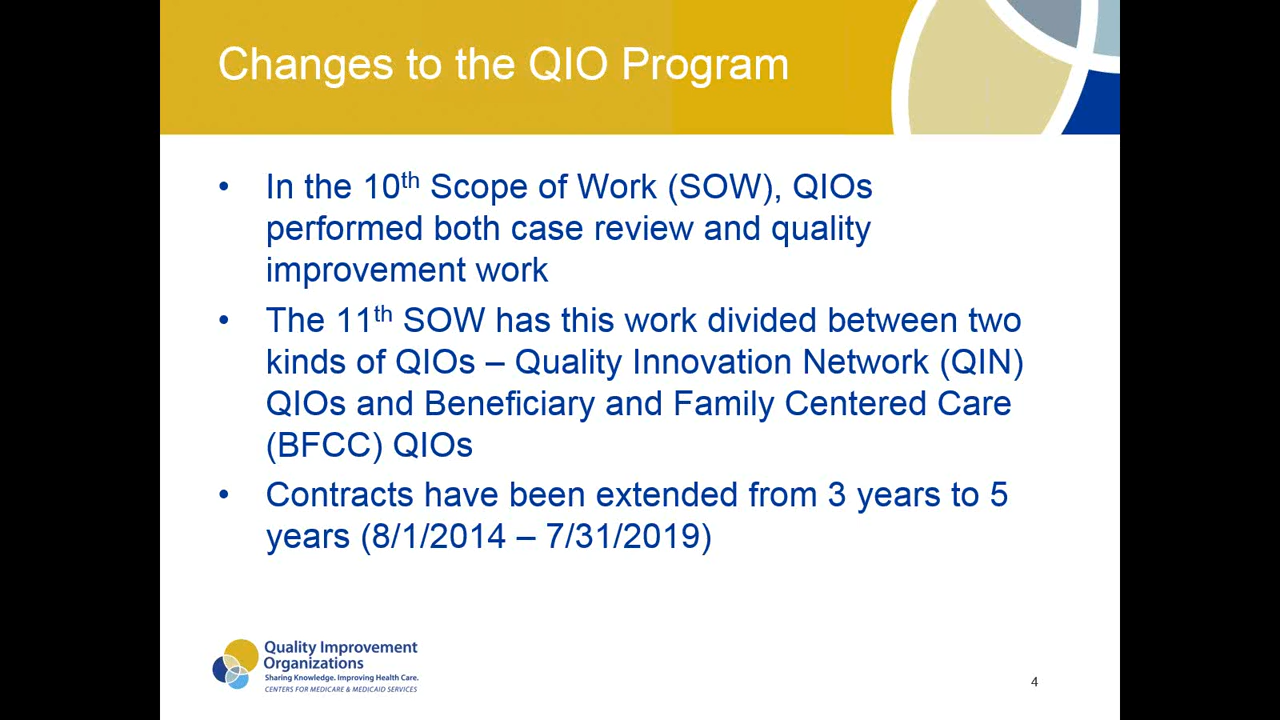 Changes to the QIO Program
• In the 10th Scope of Work (SOW), QIOs
performed both case review and quality
improvement work
• The 11th SOW has this work divided between two
kinds of QIOs – Quality Innovation Network (QIN)
QIOs and Beneficiary and Family Centered Care
(BFCC) QIOs
• Contracts have been extended from 3 years to 5
years (8/1/2014 – 7/31/2019)
Quality Improvement
Organizations
Sharing Knowledge. Improving Health Care.
CENTERS FOR MEDICARE & MEDICAID SERVICES
4